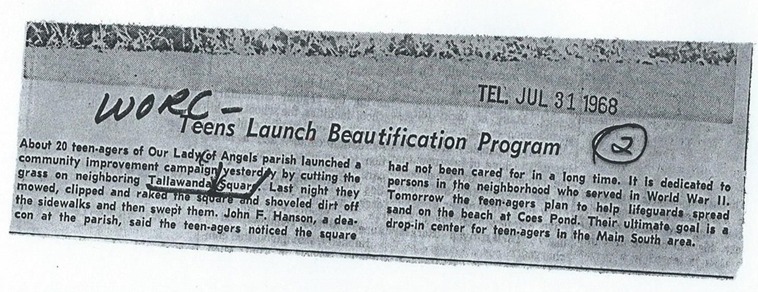 WORC-
TEL. JUL 31 1968
Teens Launch Beautification Program
2
About 20 teen-agers of Our Lady of Angels parish launched a
community improvement campaign yesterday by cutting the
grass on neighboring Tallawanda Square. Last night they
mowed, clipped and raked the square and shoveled dirt off
the sidewalks and then swept them. John F. Hanson, a dea-
con at the parish, said the teen-agers noticed the square
had not been cared for in a long time. It is dedicated to
persons in the neighborhood who served in World War II.
Tomorrow the teen-agers plan to help lifeguards spread
sand on the beach at Coes Pond. Their ultimate goal is a
drop-in center for teen-agers in the Main South area.